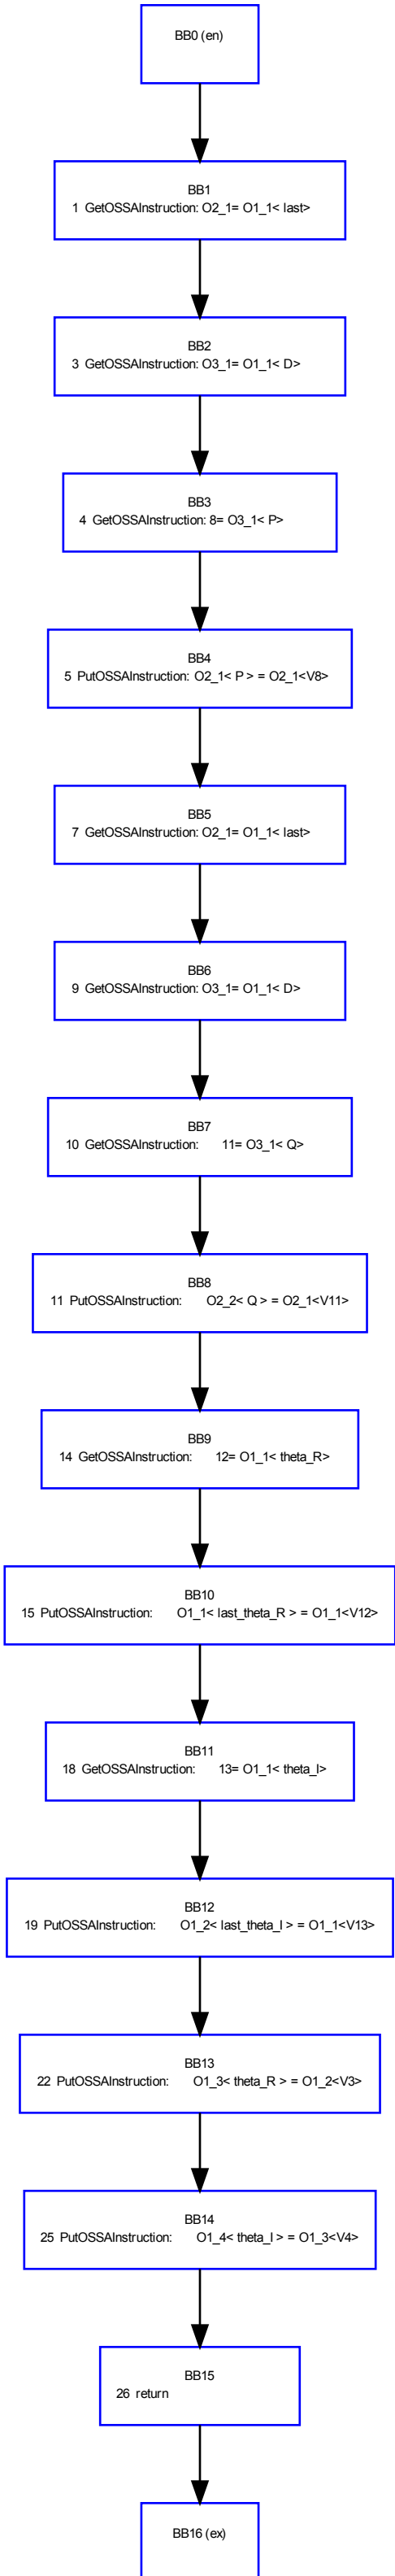 BB0 (en)
BB1
1 GetOSSAInstruction: O2_1= O1_1< last>
BB2
3 GetOSSAInstruction: O3_1= O1_1< D>
BB3
4 GetOSSAInstruction: 8= O3_1< P>
BB4
5 PutOSSAInstruction: O2_1< P > = O2_1<V8>
BB5
7 GetOSSAInstruction: O2_1= O1_1< last>
BB6
9 GetOSSAInstruction: O3_1= O1_1< D>
BB7
10 GetOSSAInstruction: 11= O3_1< Q>
BB8
11 PutOSSAInstruction: O2_2< Q > = O2_1<V11>
BB9
14 GetOSSAInstruction: 12= O1_1< theta_R>
BB10
15 PutOSSAInstruction: O1_1< last_theta_R > = O1_1<V12>
BB11
18 GetOSSAInstruction: 13= O1_1< theta_I>
BB12
19 PutOSSAInstruction: O1_2< last_theta_I > = O1_1<V13>
BB13
22 PutOSSAInstruction: O1_3< theta_R > = O1_2<V3>
BB14
25 PutOSSAInstruction: O1_4< theta_I > = O1_3<V4>
BB15
26 return
BB16 (ex)